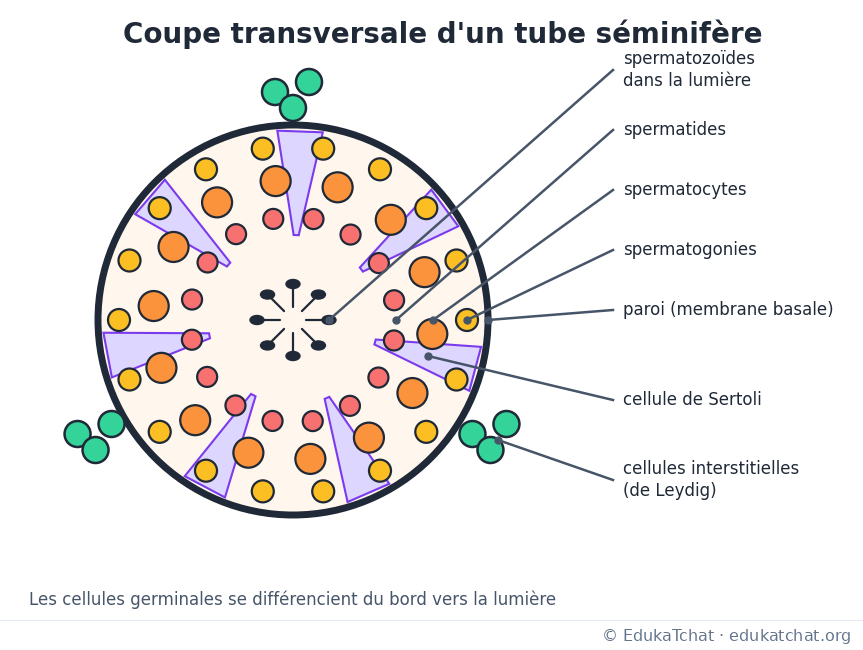 Coupe transversale d'un tube séminifère
spermatozoïdes
dans la lumière
spermatides
spermatocytes
spermatogonies
paroi (membrane basale)
cellule de Sertoli
cellules interstitielles
(de Leydig)
Les cellules germinales se différencient du bord vers la lumière
© EdukaTchat · edukatchat.org